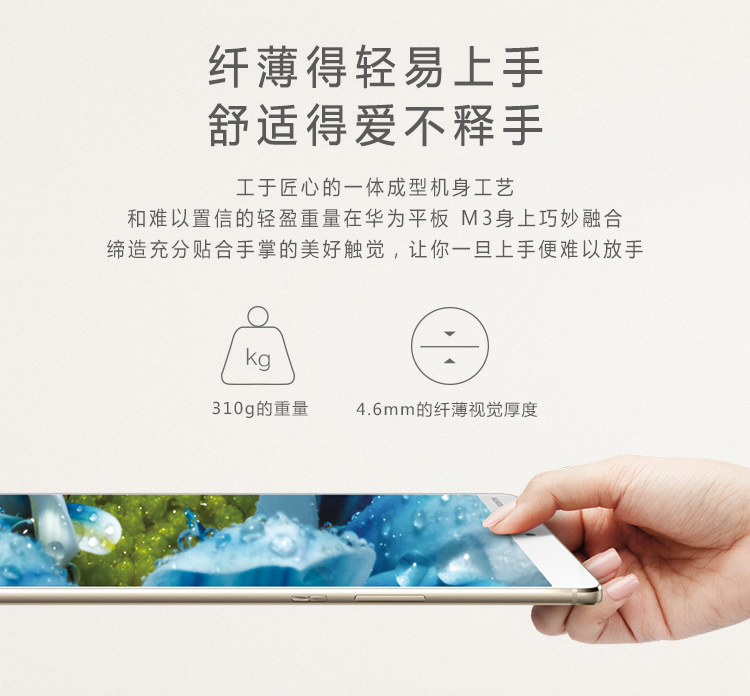 纤薄得轻易上手
舒适得爱不释手
工于匠心的一体成型机身工艺
和难以置信的轻盈重量在华为平板 M3身上巧妙融合
缔造充分贴合手掌的美好触觉，让你一旦上手便难以放手
kg
310g的重量
4.6mm的纤薄视觉厚度